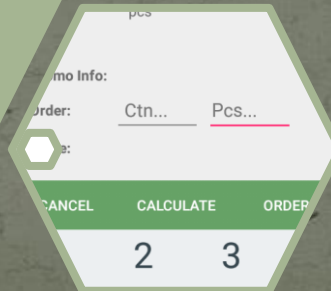 pcs
mo Info:
Order:
Ctn...
Pcs...
e:
CANCEL
CALCULATE
ORDER
2
3